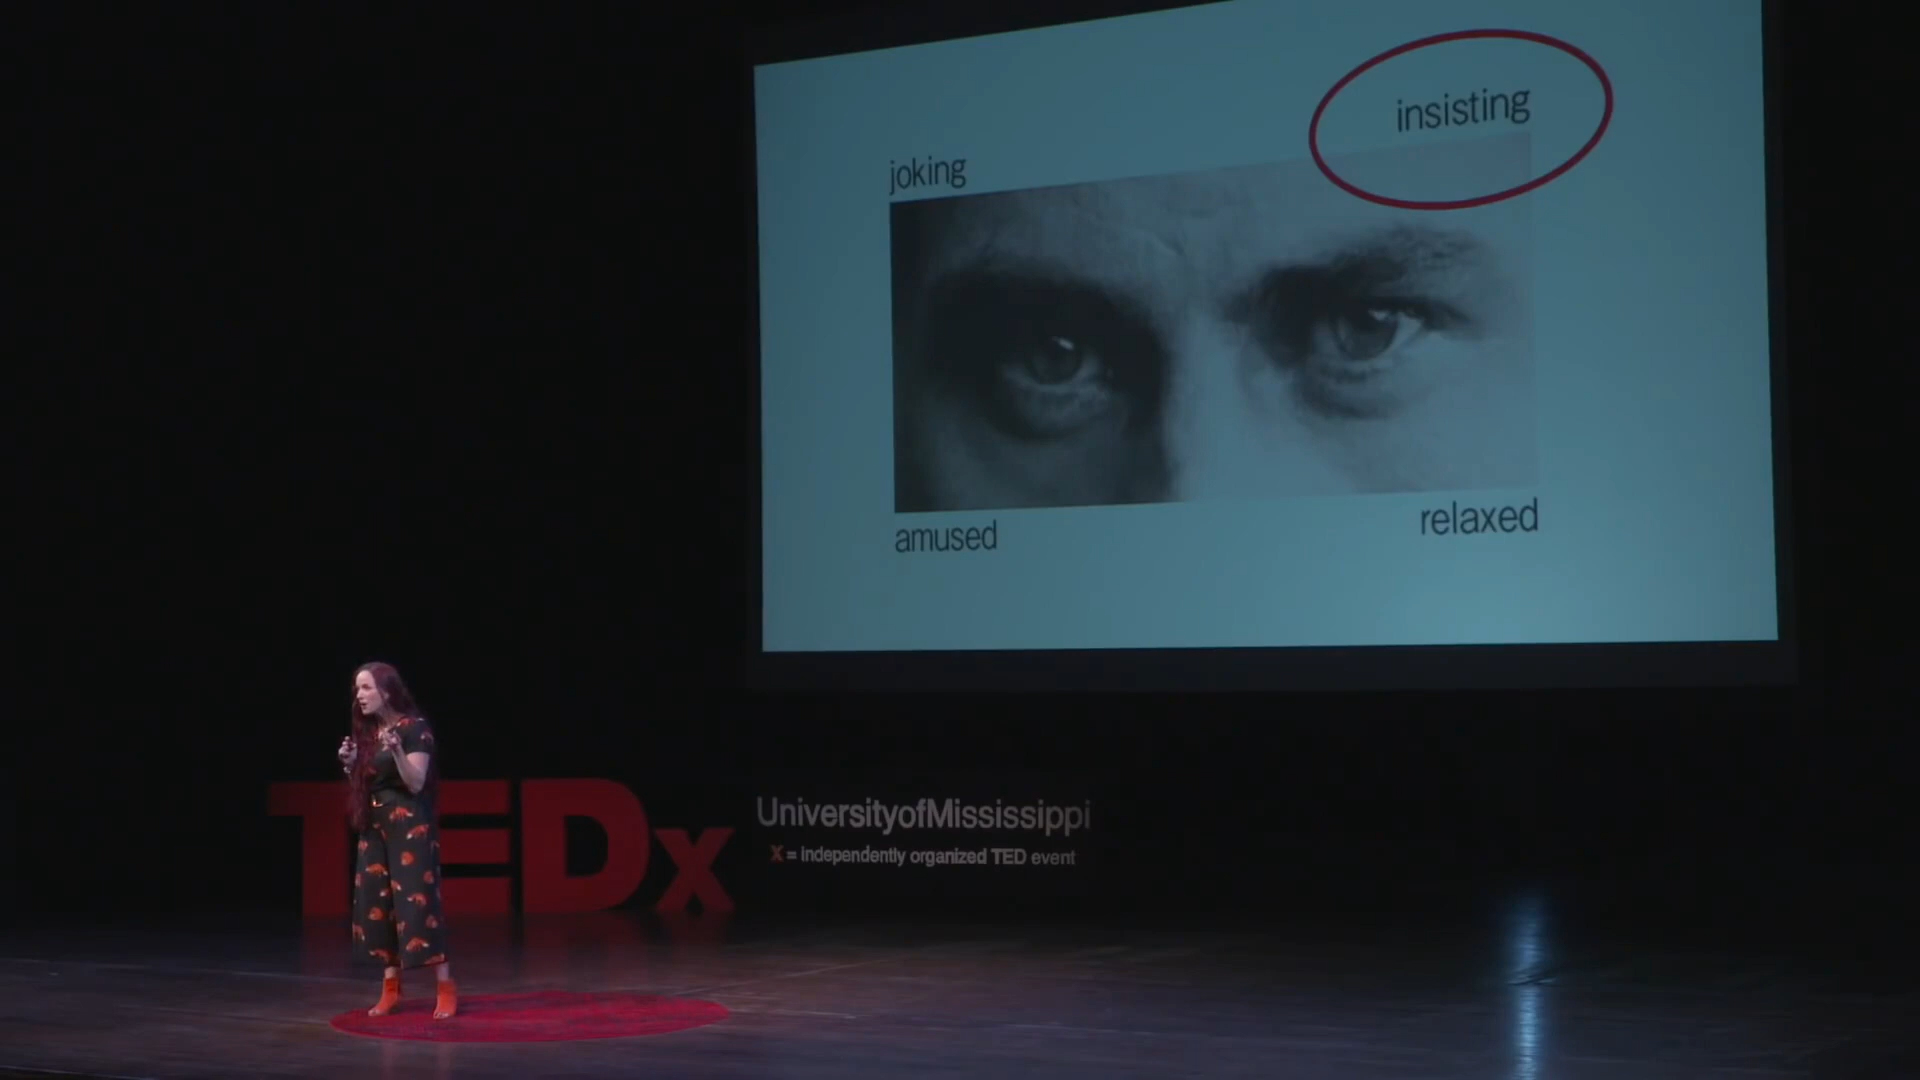 insisting
joking
amused
relaxed
TEDx
UniversityofMississippi
X = independently organized TED event